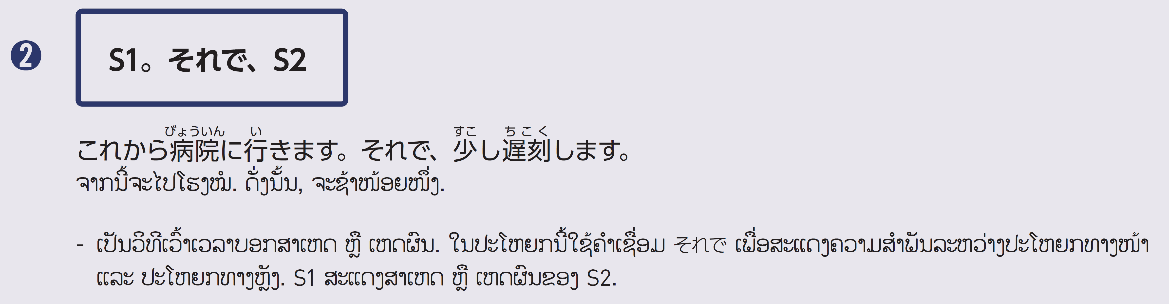 2
S1。それで、S2
びょういん い すこ ちこく
これから病院に行きます。それで、少し遅刻します。
ຈາກນີ້ຈະໄປໂຮງໝໍ. ດັ່ງນັ້ນ, ຈະຊ້າໜ້ອຍໜຶ່ງ.
- ເປັນວິທີເວົ້າເວລາບອກສາເຫດ ຫຼື ເຫດຜົນ. ໃນປະໂຫຍກນີ້ໃຊ້ຄຳເຊື່ອມ それで ເພື່ອສະແດງຄວາມສຳພັນລະຫວ່າງປະໂຫຍກທາງໜ້າ
ແລະ ປະໂຫຍກທາງຫຼັງ. S1 ສະແດງສາເຫດ ຫຼື ເຫດຜົນຂອງ S2.